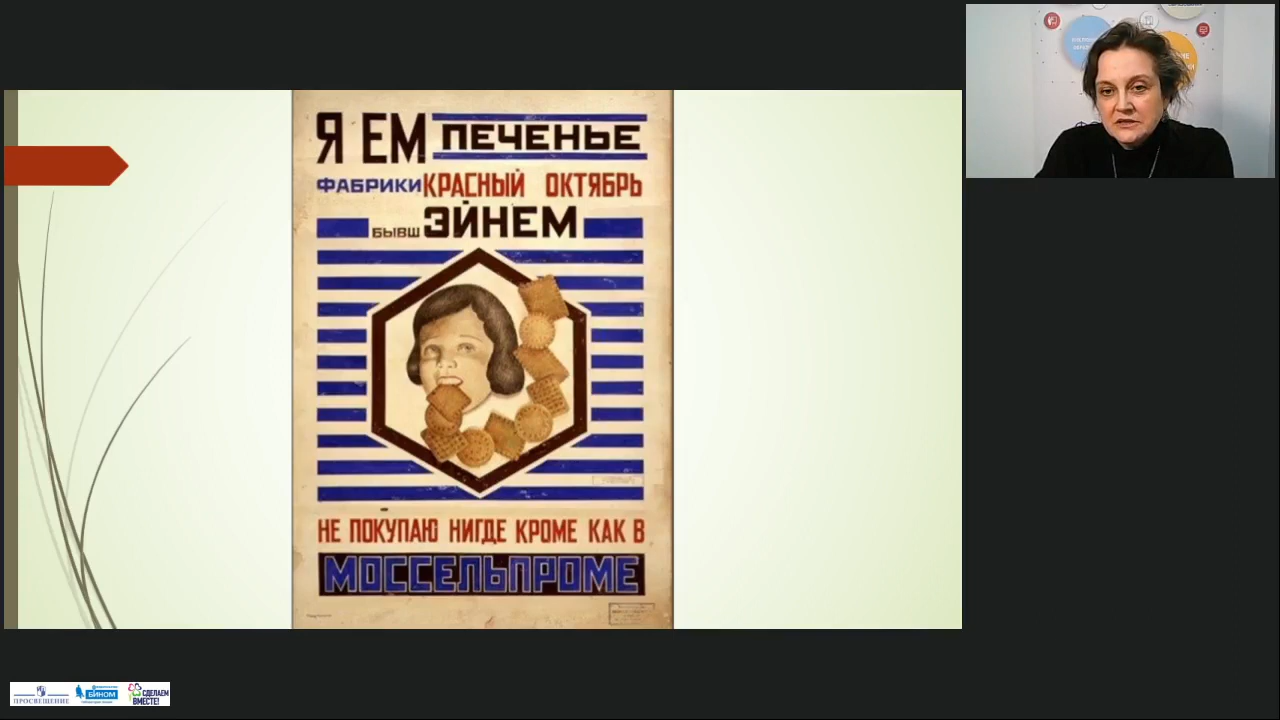 Я ЕМ ПЕЧЕНЬЕ
ФАБРИКИ КРАСНЫЙ ОКТЯБРЬ
БЫВШ ЭЙНЕМ
НЕ ПОКУПАЮ НИГДЕ КРОМЕ КАК В
МОССЕЛЬПРОМЕ
ПРОСВЕЩЕНИЕ
БИНОМ
СДЕЛАЕМ
ВМЕСТЕ!